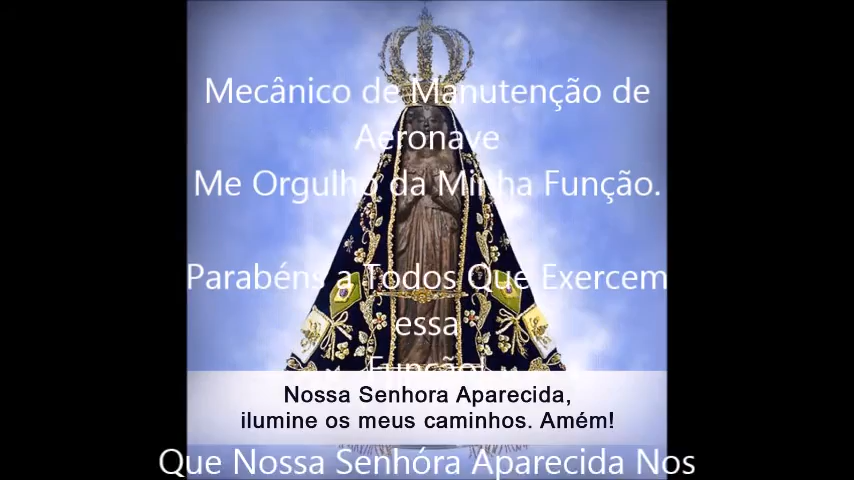 Mecânico de Manutenção de
Aeronave
Me Orgulho da Minha Função.
Parabéns a Todos Que Exercem
essa
Função!
Nossa Senhora Aparecida,
ilumine os meus caminhos. Amém!
Que Nossa Senhóra Aparecida Nos